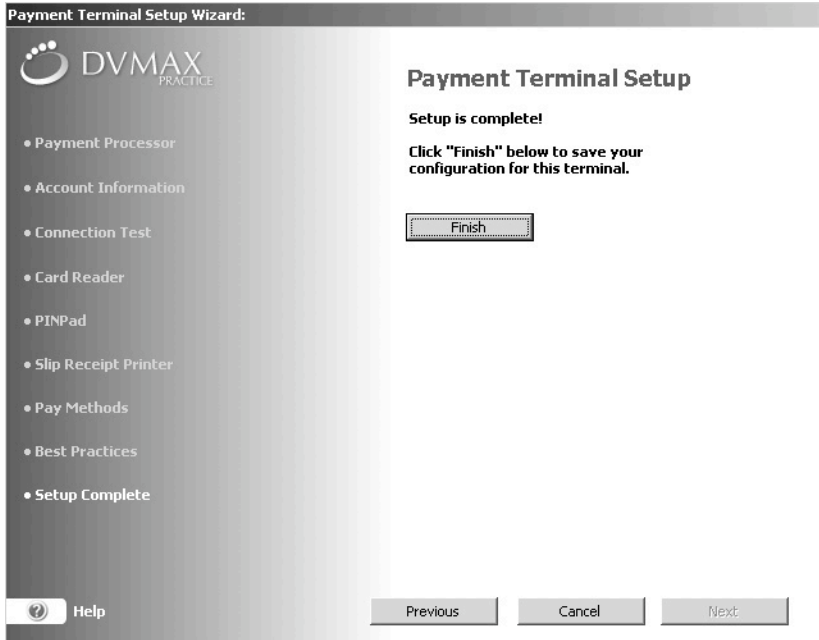 Payment Terminal Setup Wizard:
DVMAX
PRACTICE
• Payment Processor
• Account Information
• Connection Test
• Card Reader
• PINPad
• Slip Receipt Printer
• Pay Methods
• Best Practices
• Setup Complete
? Help
Payment Terminal Setup
Setup is complete!
Click "Finish" below to save your
configuration for this terminal.
Finish
Previous Cancel Next